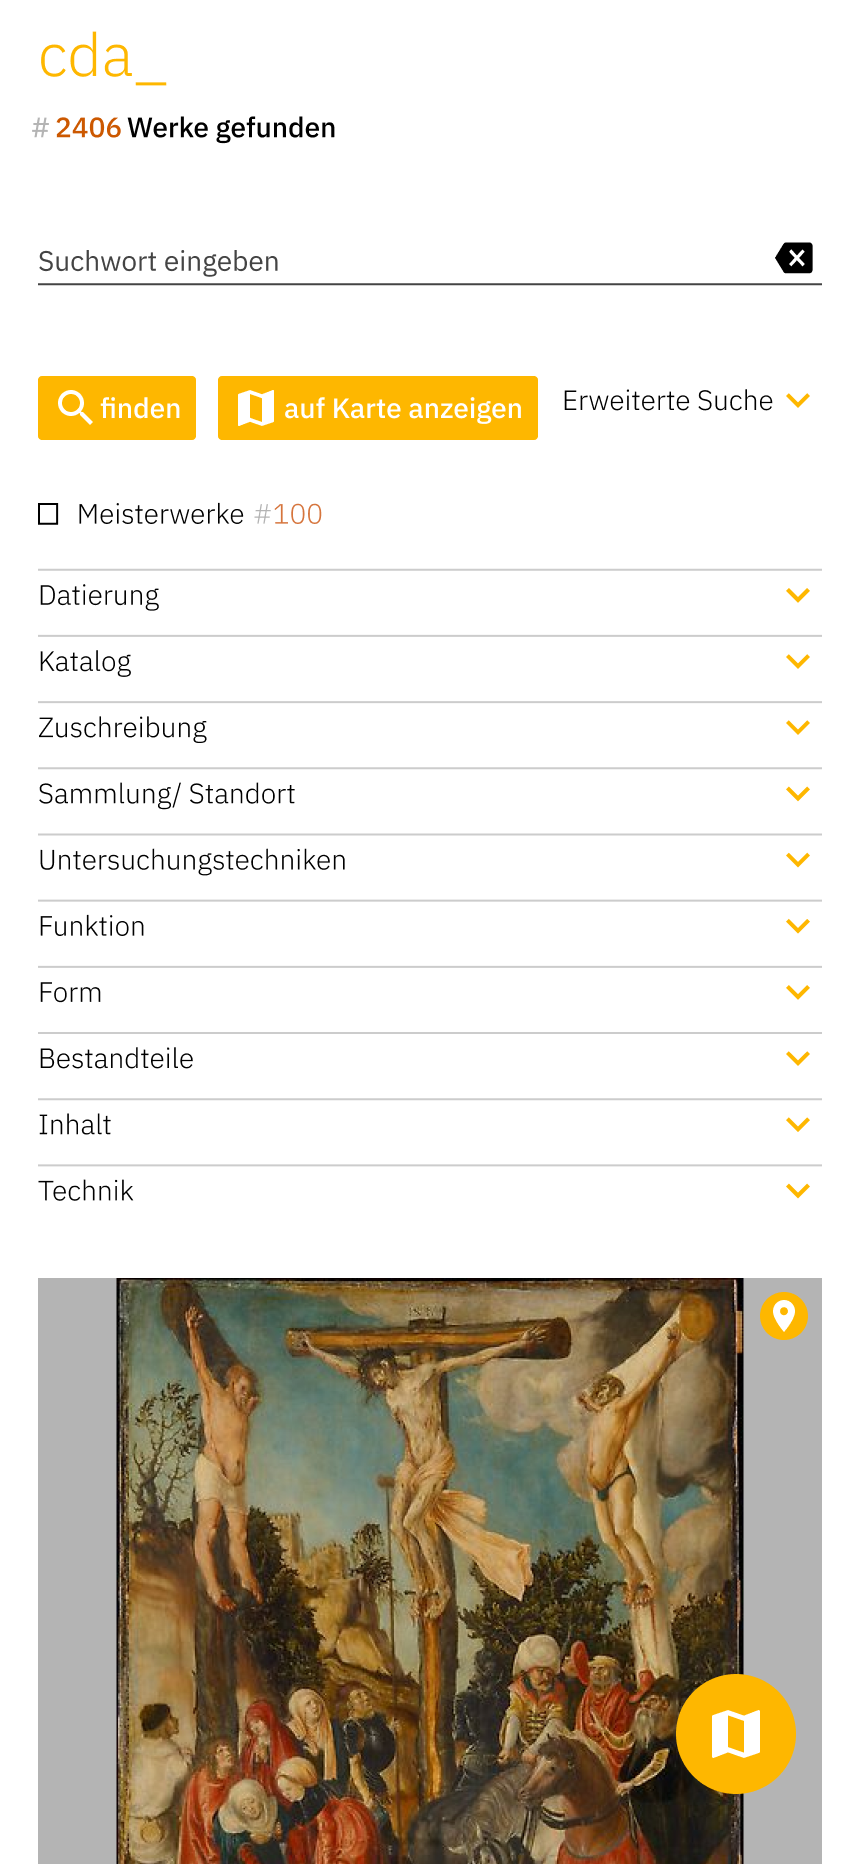 cda_
# 2406 Werke gefunden
Suchwort eingeben
finden
auf Karte anzeigen
Erweiterte Suche
Meisterwerke #100
Datierung
Katalog
Zuschreibung
Sammlung/ Standort
Untersuchungstechniken
Funktion
Form
Bestandteile
Inhalt
Technik